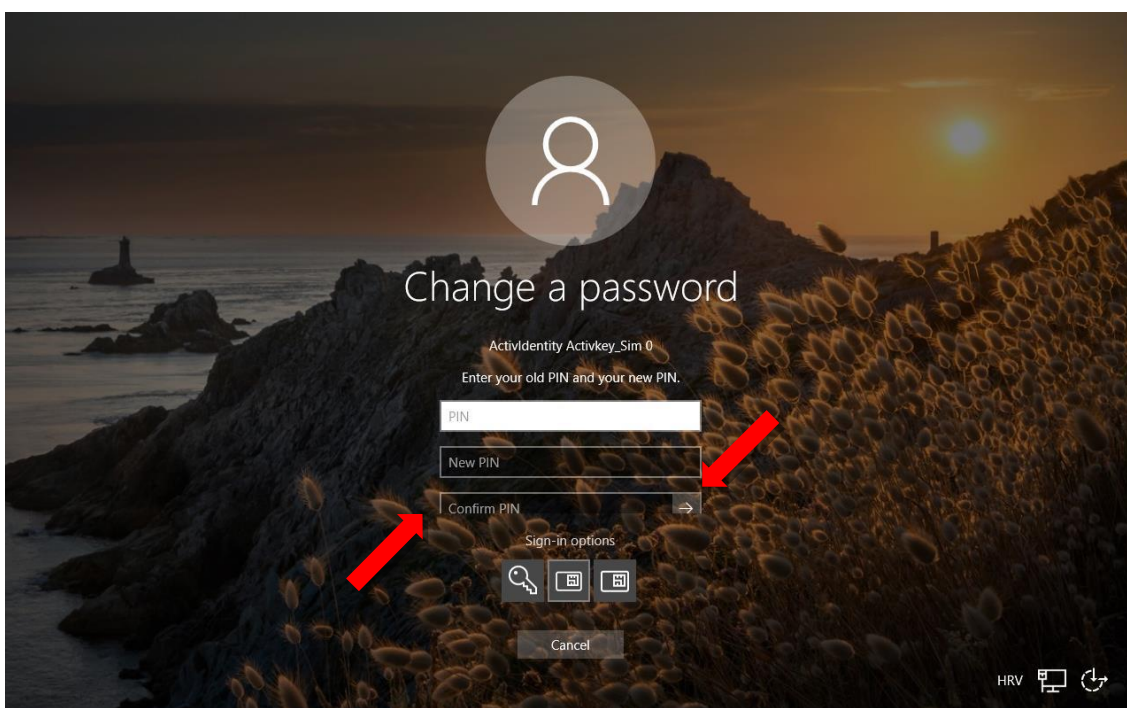 Change a password
ActivIdentity Activkey_Sim 0
Enter your old PIN and your new PIN.
PIN
New PIN
Confirm PIN
Sign-in options
Cancel
HRV